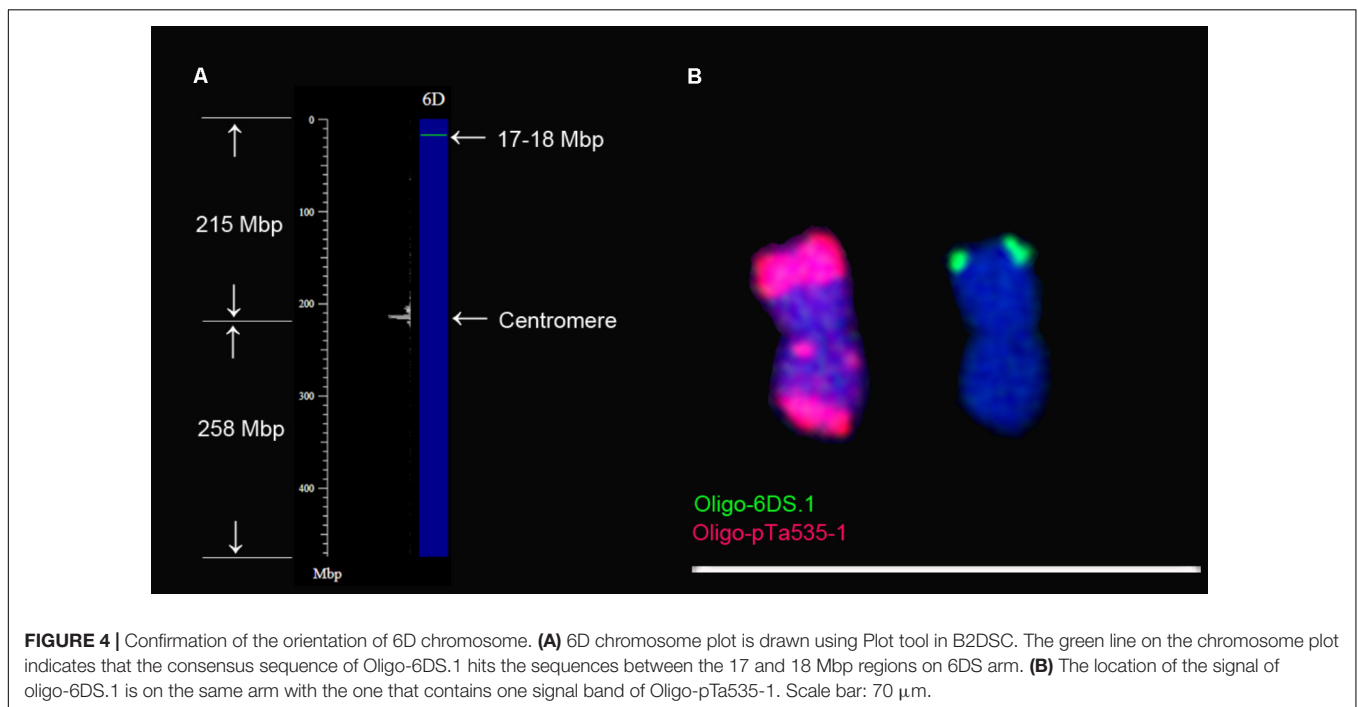 A
B
6D
0
17-18 Mbp
100
215 Mbp
200
Centromere
300
258 Mbp
400
Mbp
Oligo-6DS.1
Oligo-pTa535-1
FIGURE 4 | Confirmation of the orientation of 6D chromosome. (A) 6D chromosome plot is drawn using Plot tool in B2DSC. The green line on the chromosome plot
indicates that the consensus sequence of Oligo-6DS.1 hits the sequences between the 17 and 18 Mbp regions on 6DS arm. (B) The location of the signal of
oligo-6DS.1 is on the same arm with the one that contains one signal band of Oligo-pTa535-1. Scale bar: 70 μm.